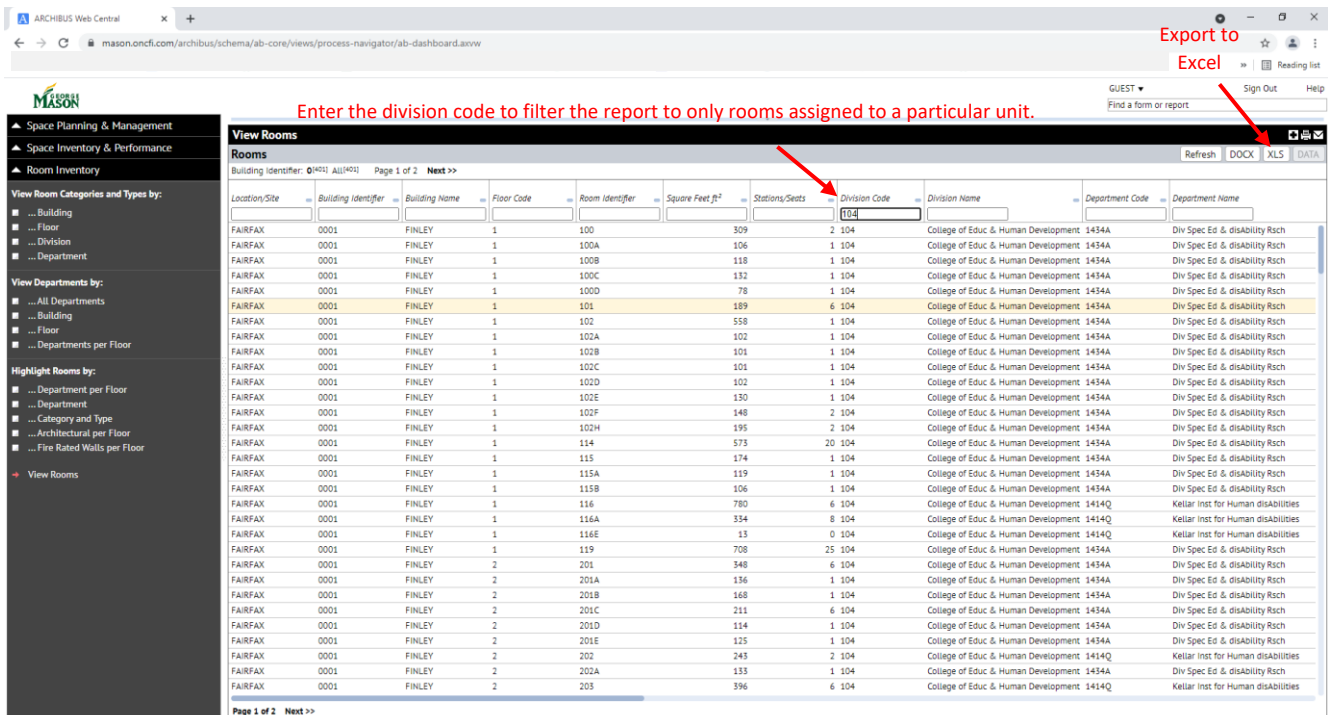 ARCHIBUS Web Central
mason.oncfi.com/archibus/schema/ab-core/views/process-navigator/ab-dashboard.axvw
Export to
Excel
» Reading list
GEORGE
MASON
GUEST ▾ Sign Out Help
Find a form or report
Enter the division code to filter the report to only rooms assigned to a particular unit.
Space Planning & Management
Space Inventory & Performance
Room Inventory
View Room Categories and Types by:
... Building
... Floor
... Division
... Department
View Departments by:
... All Departments
... Building
... Floor
... Departments per Floor
Highlight Rooms by:
... Department per Floor
... Department
... Category and Type
... Architectural per Floor
... Fire Rated Walls per Floor
View Rooms
View Rooms
Rooms Refresh DOCX XLS DATA
Building Identifier: 0[401] All[401] Page 1 of 2 Next >>
Location/Site Building Identifier Building Name Floor Code Room Identifier Square Feet ft² Stations/Seats Division Code Division Name Department Code Department Name
104
FAIRFAX 0001 FINLEY 1 100 309 2 104 College of Educ & Human Development 1434A Div Spec Ed & disAbility Rsch
FAIRFAX 0001 FINLEY 1 100A 106 1 104 College of Educ & Human Development 1434A Div Spec Ed & disAbility Rsch
FAIRFAX 0001 FINLEY 1 100B 118 1 104 College of Educ & Human Development 1434A Div Spec Ed & disAbility Rsch
FAIRFAX 0001 FINLEY 1 100C 132 1 104 College of Educ & Human Development 1434A Div Spec Ed & disAbility Rsch
FAIRFAX 0001 FINLEY 1 100D 78 1 104 College of Educ & Human Development 1434A Div Spec Ed & disAbility Rsch
FAIRFAX 0001 FINLEY 1 101 189 6 104 College of Educ & Human Development 1434A Div Spec Ed & disAbility Rsch
FAIRFAX 0001 FINLEY 1 102 558 1 104 College of Educ & Human Development 1434A Div Spec Ed & disAbility Rsch
FAIRFAX 0001 FINLEY 1 102A 102 1 104 College of Educ & Human Development 1434A Div Spec Ed & disAbility Rsch
FAIRFAX 0001 FINLEY 1 102B 101 1 104 College of Educ & Human Development 1434A Div Spec Ed & disAbility Rsch
FAIRFAX 0001 FINLEY 1 102C 101 1 104 College of Educ & Human Development 1434A Div Spec Ed & disAbility Rsch
FAIRFAX 0001 FINLEY 1 102D 102 1 104 College of Educ & Human Development 1434A Div Spec Ed & disAbility Rsch
FAIRFAX 0001 FINLEY 1 102E 130 1 104 College of Educ & Human Development 1434A Div Spec Ed & disAbility Rsch
FAIRFAX 0001 FINLEY 1 102F 148 2 104 College of Educ & Human Development 1434A Div Spec Ed & disAbility Rsch
FAIRFAX 0001 FINLEY 1 102H 195 2 104 College of Educ & Human Development 1434A Div Spec Ed & disAbility Rsch
FAIRFAX 0001 FINLEY 1 114 573 20 104 College of Educ & Human Development 1434A Div Spec Ed & disAbility Rsch
FAIRFAX 0001 FINLEY 1 115 174 1 104 College of Educ & Human Development 1434A Div Spec Ed & disAbility Rsch
FAIRFAX 0001 FINLEY 1 115A 119 1 104 College of Educ & Human Development 1434A Div Spec Ed & disAbility Rsch
FAIRFAX 0001 FINLEY 1 115B 106 1 104 College of Educ & Human Development 1434A Div Spec Ed & disAbility Rsch
FAIRFAX 0001 FINLEY 1 116 780 6 104 College of Educ & Human Development 1414Q Kellar Inst for Human disAbilities
FAIRFAX 0001 FINLEY 1 116A 334 8 104 College of Educ & Human Development 1414Q Kellar Inst for Human disAbilities
FAIRFAX 0001 FINLEY 1 116E 13 0 104 College of Educ & Human Development 1414Q Kellar Inst for Human disAbilities
FAIRFAX 0001 FINLEY 1 119 708 25 104 College of Educ & Human Development 1434A Div Spec Ed & disAbility Rsch
FAIRFAX 0001 FINLEY 2 201 348 6 104 College of Educ & Human Development 1434A Div Spec Ed & disAbility Rsch
FAIRFAX 0001 FINLEY 2 201A 136 1 104 College of Educ & Human Development 1434A Div Spec Ed & disAbility Rsch
FAIRFAX 0001 FINLEY 2 201B 168 1 104 College of Educ & Human Development 1434A Div Spec Ed & disAbility Rsch
FAIRFAX 0001 FINLEY 2 201C 211 6 104 College of Educ & Human Development 1434A Div Spec Ed & disAbility Rsch
FAIRFAX 0001 FINLEY 2 201D 114 1 104 College of Educ & Human Development 1434A Div Spec Ed & disAbility Rsch
FAIRFAX 0001 FINLEY 2 201E 125 1 104 College of Educ & Human Development 1434A Div Spec Ed & disAbility Rsch
FAIRFAX 0001 FINLEY 2 202 243 2 104 College of Educ & Human Development 1414Q Kellar Inst for Human disAbilities
FAIRFAX 0001 FINLEY 2 202A 133 1 104 College of Educ & Human Development 1434A Div Spec Ed & disAbility Rsch
FAIRFAX 0001 FINLEY 2 203 396 6 104 College of Educ & Human Development 1414Q Kellar Inst for Human disAbilities
Page 1 of 2 Next >>